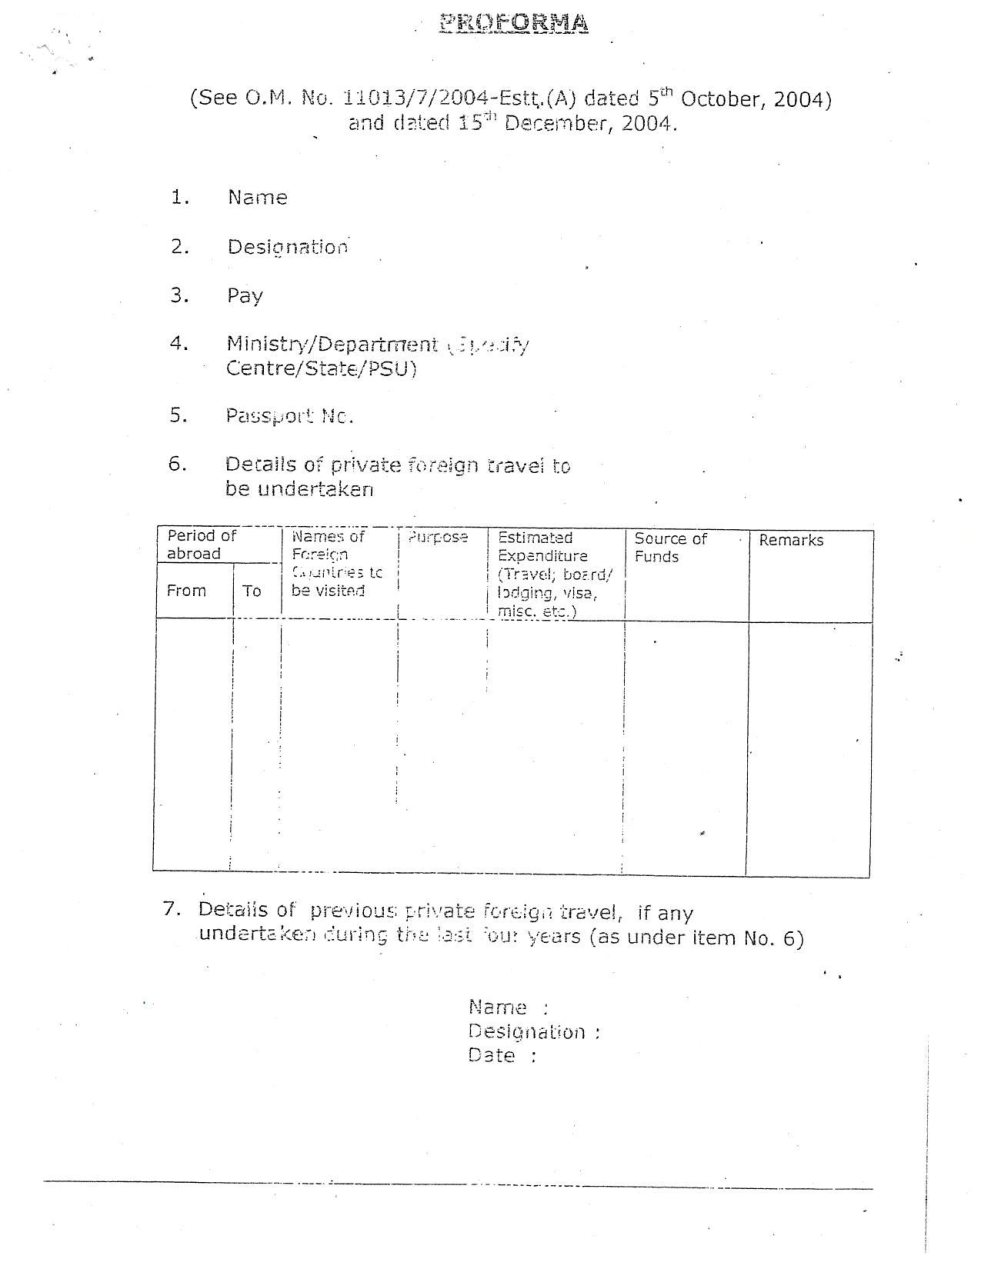 PROFORMA
(See O.M. No. 11013/7/2004-Estt.(A) dated 5th October, 2004)
and dated 15th December, 2004.
1. Name
2. Designation
3. Pay
4. Ministry/Department (Specify
Centre/State/PSU)
5. Passport No.
6. Details of private foreign travel to
be undertaken
Period of
abroad
From
To
Names of
Foreign
Countries to
be visited
Purpose
Estimated
Expenditure
(Travel; board/
lodging, visa,
misc. etc.)
Source of
Funds
Remarks
7. Details of previous private foreign travel, if any
undertaken during the last four years (as under item No. 6)
Name :
Designation :
Date :